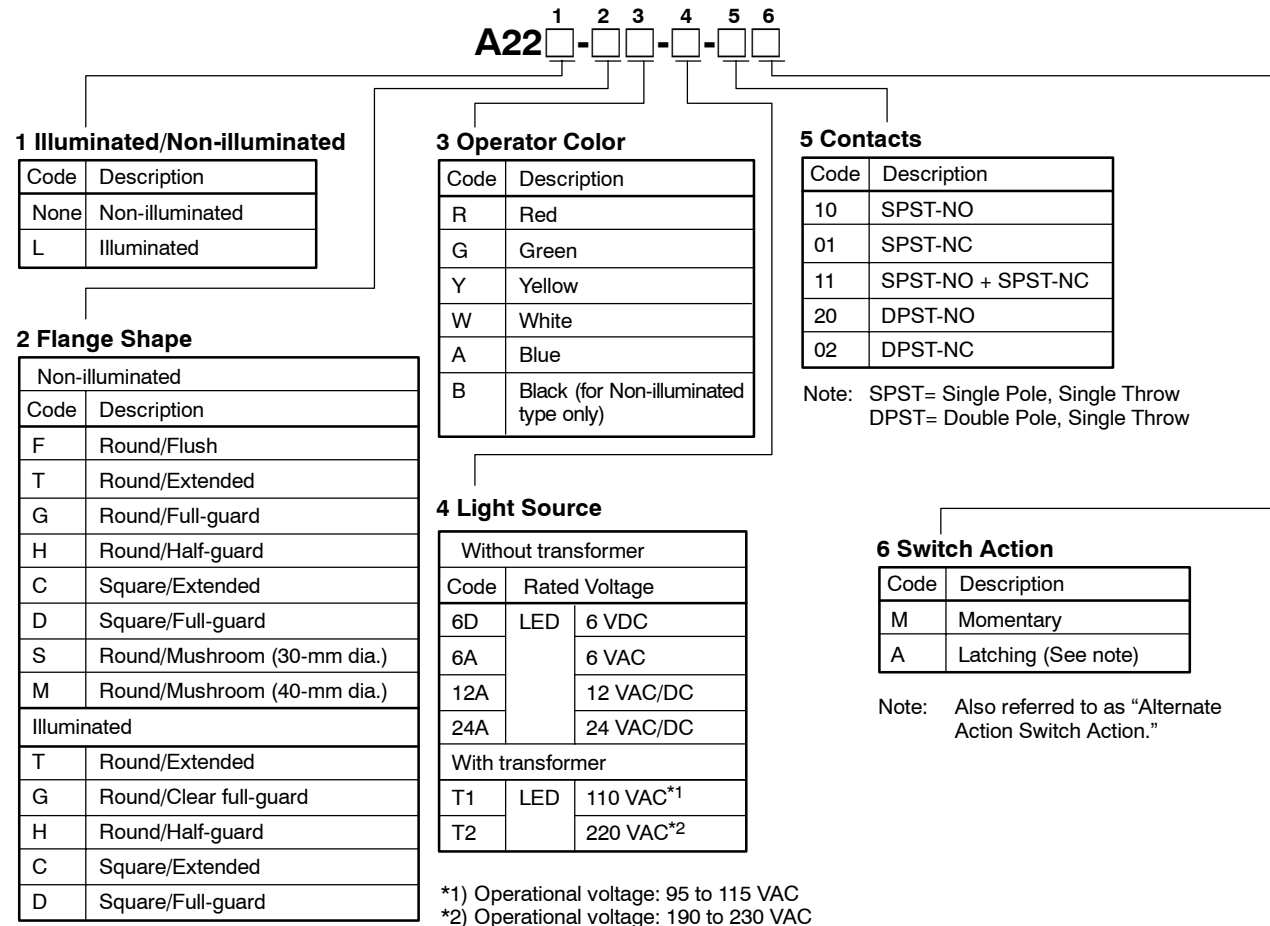 1 2 3 4 5 6
A22□-□□-□-□□
1 Illuminated/Non-illuminated
Code Description
None Non-illuminated
L Illuminated
2 Flange Shape
Non-illuminated
Code Description
F Round/Flush
T Round/Extended
G Round/Full-guard
H Round/Half-guard
C Square/Extended
D Square/Full-guard
S Round/Mushroom (30-mm dia.)
M Round/Mushroom (40-mm dia.)
Illuminated
T Round/Extended
G Round/Clear full-guard
H Round/Half-guard
C Square/Extended
D Square/Full-guard
3 Operator Color
Code Description
R Red
G Green
Y Yellow
W White
A Blue
B Black (for Non-illuminated
type only)
4 Light Source
Without transformer
Code Rated Voltage
6D LED 6 VDC
6A 6 VAC
12A 12 VAC/DC
24A 24 VAC/DC
With transformer
T1 LED 110 VAC*1
T2 220 VAC*2
*1) Operational voltage: 95 to 115 VAC
*2) Operational voltage: 190 to 230 VAC
5 Contacts
Code Description
10 SPST-NO
01 SPST-NC
11 SPST-NO + SPST-NC
20 DPST-NO
02 DPST-NC
Note: SPST= Single Pole, Single Throw
DPST= Double Pole, Single Throw
6 Switch Action
Code Description
M Momentary
A Latching (See note)
Note: Also referred to as “Alternate
Action Switch Action.”